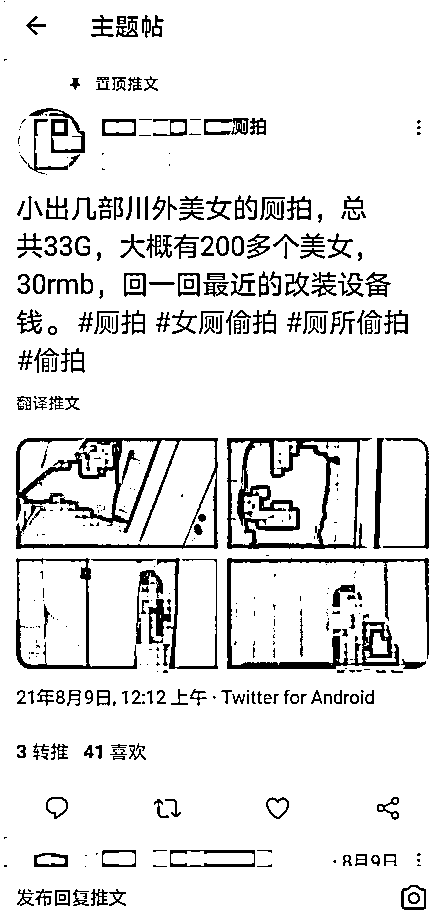 主题帖
置顶推文
厕拍
小出几部川外美女的厕拍，总
共33G，大概有200多个美女，
30rmb，回一回最近的改装设备
钱。#厕拍 #女厕偷拍 #厕所偷拍
#偷拍
翻译推文
21年8月9日, 12:12 上午 · Twitter for Android
3 转推 41 喜欢
· 8月9日
发布回复推文